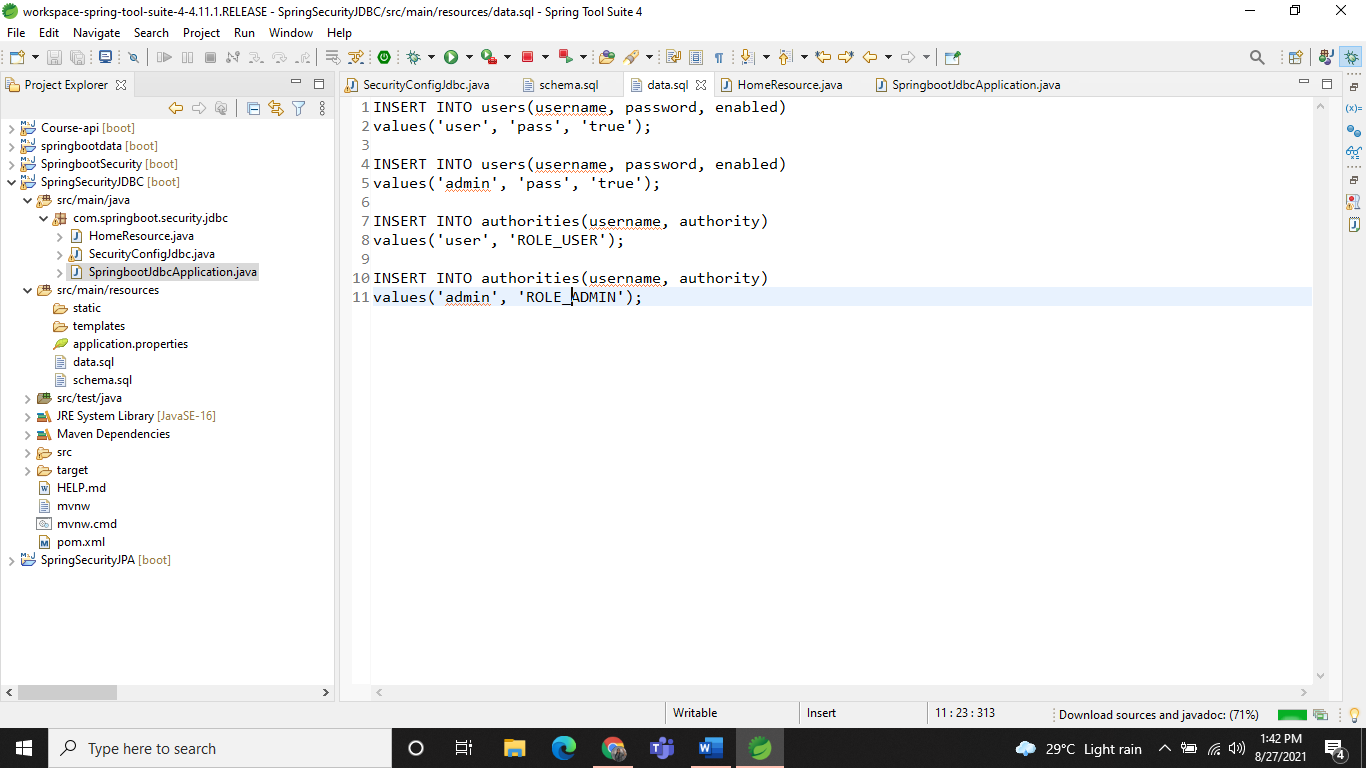 workspace-spring-tool-suite-4-4.11.1.RELEASE - SpringSecurityJDBC/src/main/resources/data.sql - Spring Tool Suite 4
File Edit Navigate Search Project Run Window Help
Project Explorer
Course-api [boot]
springbootdata [boot]
SpringbootSecurity [boot]
SpringSecurityJDBC [boot]
src/main/java
com.springboot.security.jdbc
HomeResource.java
SecurityConfigJdbc.java
SpringbootJdbcApplication.java
src/main/resources
static
templates
application.properties
data.sql
schema.sql
src/test/java
JRE System Library [JavaSE-16]
Maven Dependencies
src
target
HELP.md
mvnw
mvnw.cmd
pom.xml
SpringSecurityJPA [boot]
SecurityConfigJdbc.java schema.sql data.sql HomeResource.java SpringbootJdbcApplication.java
1 INSERT INTO users(username, password, enabled)
2 values('user', 'pass', 'true');
3
4 INSERT INTO users(username, password, enabled)
5 values('admin', 'pass', 'true');
6
7 INSERT INTO authorities(username, authority)
8 values('user', 'ROLE_USER');
9
10 INSERT INTO authorities(username, authority)
11 values('admin', 'ROLE_ADMIN');
Writable Insert 11 : 23 : 313 Download sources and javadoc: (71%)
Type here to search
29°C Light rain
1:42 PM
8/27/2021
4